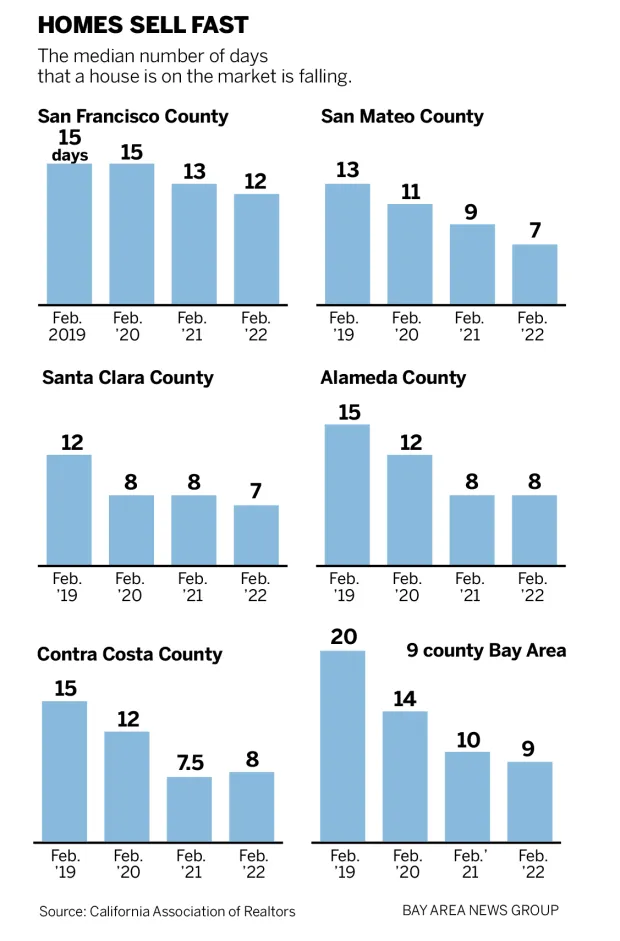 HOMES SELL FAST
The median number of days
that a house is on the market is falling.
San Francisco County
15
days
15
13
12
Feb.
2019
Feb.
’20
Feb.
’21
Feb.
’22
San Mateo County
13
11
9
7
Feb.
’19
Feb.
’20
Feb.
’21
Feb.
’22
Santa Clara County
12
8
8
7
Feb.
’19
Feb.
’20
Feb.
’21
Feb.
’22
Alameda County
15
12
8
8
Feb.
’19
Feb.
’20
Feb.
’21
Feb.
’22
Contra Costa County
15
12
7.5
8
Feb.
’19
Feb.
’20
Feb.
’21
Feb.
’22
9 county Bay Area
20
14
10
9
Feb.
’19
Feb.
’20
Feb.’
21
Feb.
’22
Source: California Association of Realtors
BAY AREA NEWS GROUP